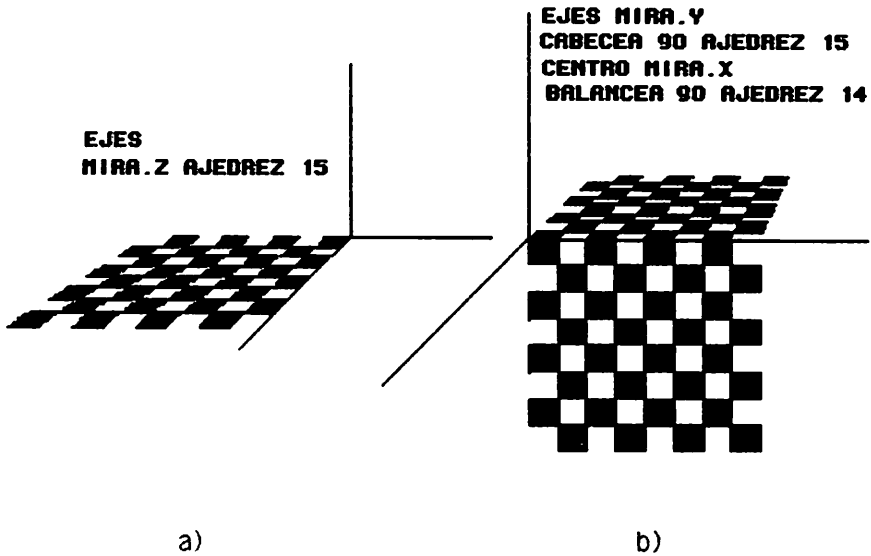 EJES
MIRA.Z AJEDREZ 15
EJES MIRA.Y
CABECEA 90 AJEDREZ 15
CENTRO MIRA.X
BALANCEA 90 AJEDREZ 14
a)
b)